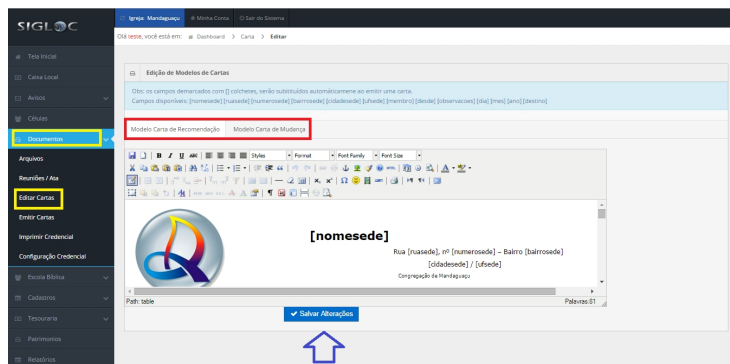 SIGLOC
Igreja: Mandaguaçu
Minha Conta
Sair do Sistema
Olá teste, você está em: Dashboard > Carta > Editar
Tela Inicial
Caixa Local
Avisos
Células
Documentos
Arquivos
Reuniões / Ata
Editar Cartas
Emitir Cartas
Imprimir Credencial
Configuração Credencial
Escola Bíblica
Cadastros
Tesouraria
Patrimonios
Relatórios
Edição de Modelos de Cartas
Obs: os campos demarcados com [] colchetes, serão substituídos automáticamene ao emitir uma carta.
Campos disponíveis: [nomesede] [ruasede] [numerosede] [bairrosede] [cidadesede] [ufsede] [membro] [desde] [observacoes] [dia] [mes] [ano] [destino]
Modelo Carta de Recomendação
Modelo Carta de Mudança
B I U ABC Styles Format Font Family Font Size
[nomesede]
Rua [ruasede], nº [numerosede] – Bairro [bairrosede]
[cidadesede] / [ufsede]
Congregação de Mandaguaçu
Path: table
Palavras:81
Salvar Alterações